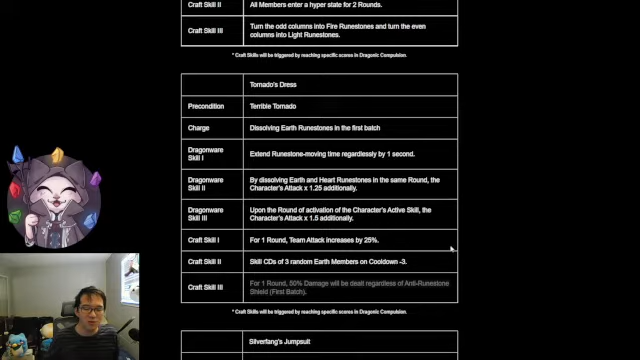 Craft Skill II
All Members enter a hyper state for 2 Rounds.
Craft Skill III
Turn the odd columns into Fire Runestones and turn the even
columns into Light Runestones.
* Craft Skills will be triggered by reaching specific scores in Dragonic Compulsion.
Tornado's Dress
Precondition
Terrible Tornado
Charge
Dissolving Earth Runestones in the first batch
Dragonware
Skill I
Extend Runestone-moving time regardlessly by 1 second.
Dragonware
Skill II
By dissolving Earth and Heart Runestones in the same Round, the
Character's Attack x 1.25 additionally.
Dragonware
Skill III
Upon the Round of activation of the Character's Active Skill, the
Character's Attack x 1.5 additionally.
Craft Skill I
For 1 Round, Team Attack increases by 25%.
Craft Skill II
Skill CDs of 3 random Earth Members on Cooldown -3.
Craft Skill III
For 1 Round, 50% Damage will be dealt regardless of Anti-Runestone
Shield (First Batch).
* Craft Skills will be triggered by reaching specific scores in Dragonic Compulsion.
Silverfang's Jumpsuit